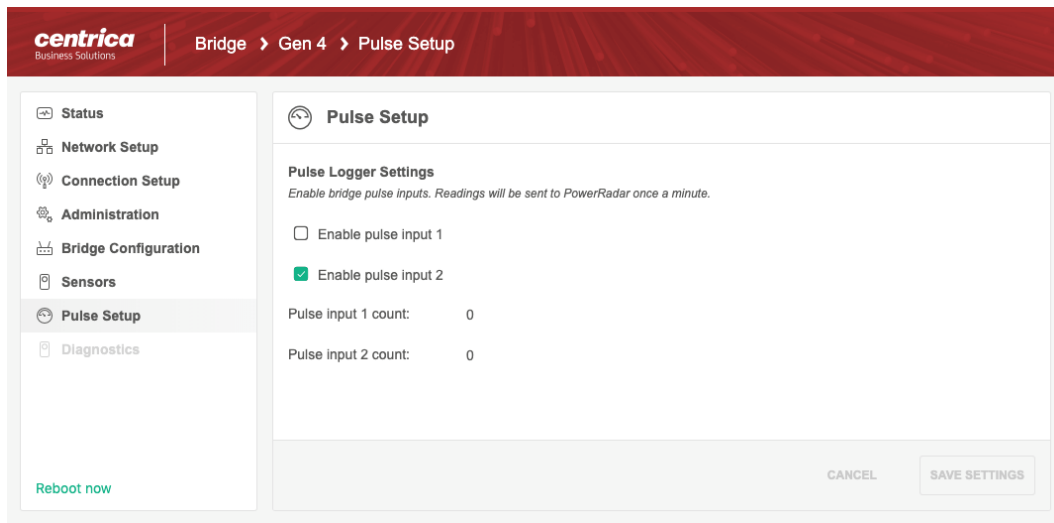 centrica
Business Solutions
Bridge > Gen 4 > Pulse Setup
Status
Network Setup
Connection Setup
Administration
Bridge Configuration
Sensors
Pulse Setup
Diagnostics
Reboot now
Pulse Setup
Pulse Logger Settings
Enable bridge pulse inputs. Readings will be sent to PowerRadar once a minute.
Enable pulse input 1
Enable pulse input 2
Pulse input 1 count: 0
Pulse input 2 count: 0
CANCEL SAVE SETTINGS